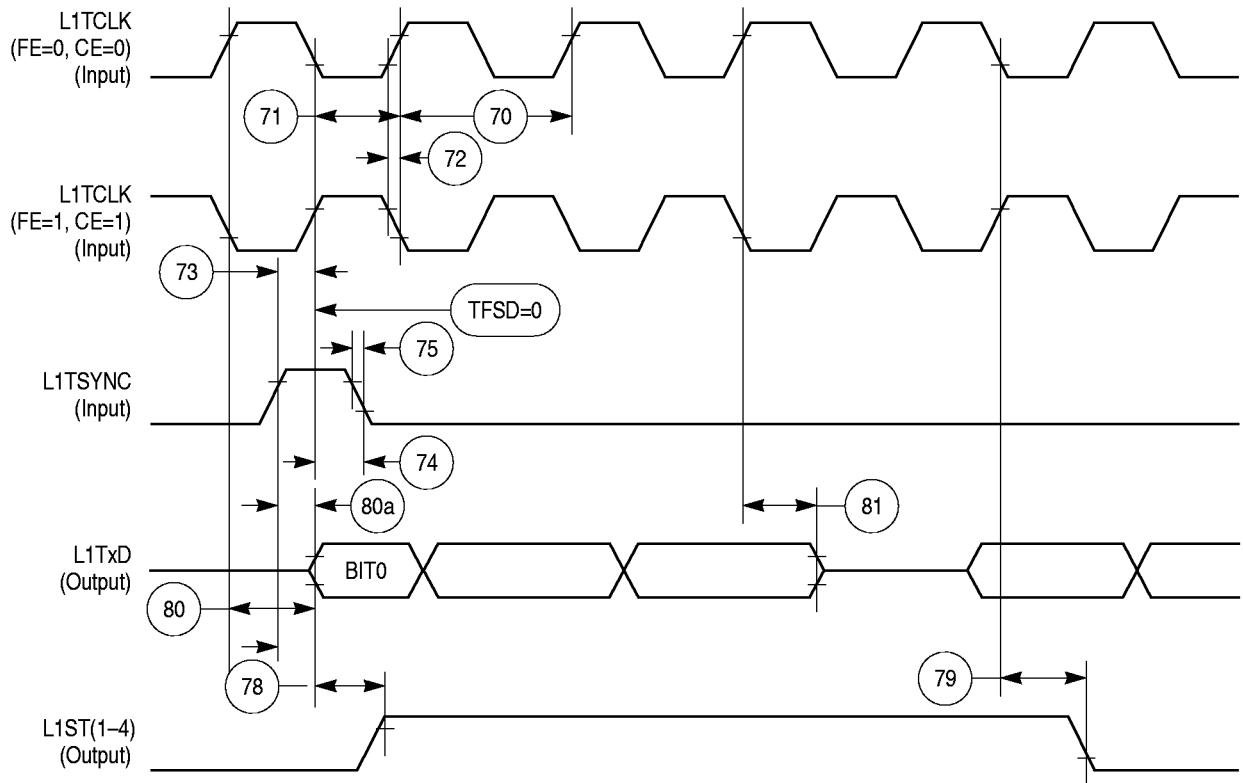 L1TCLK
(FE=0, CE=0)
(Input)
71
70
72
L1TCLK
(FE=1, CE=1)
(Input)
73
TFSD=0
75
L1TSYNC
(Input)
74
80a
81
L1TxD
(Output)
BIT0
80
78
79
L1ST(1–4)
(Output)